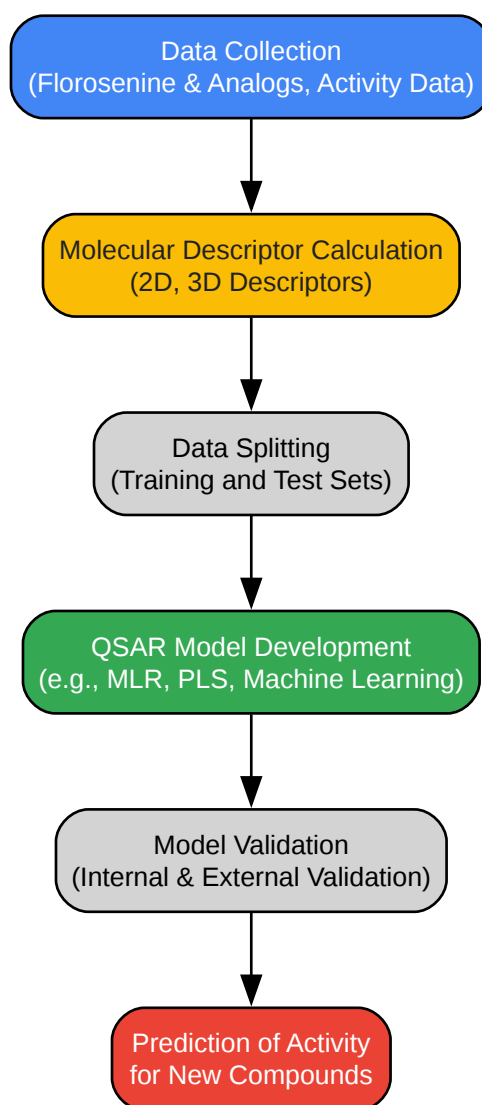 Data Collection
(Florosenine & Analogs, Activity Data)
Molecular Descriptor Calculation
(2D, 3D Descriptors)
Data Splitting
(Training and Test Sets)
QSAR Model Development
(e.g., MLR, PLS, Machine Learning)
Model Validation
(Internal & External Validation)
Prediction of Activity
for New Compounds